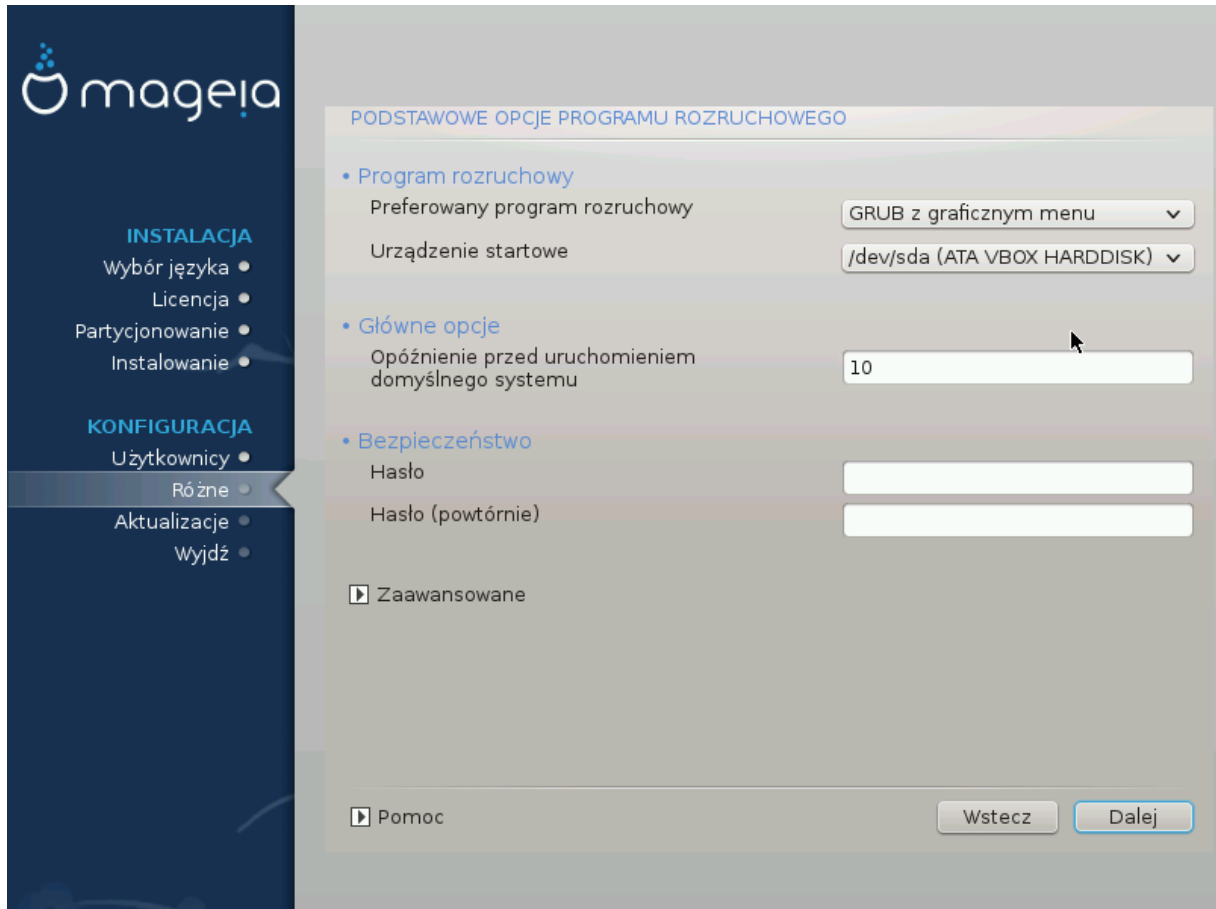 mageia
INSTALACJA
Wybór języka
Licencja
Partycjonowanie
Instalowanie
KONFIGURACJA
Użytkownicy
Różne
Aktualizacje
Wyjdź
PODSTAWOWE OPCJE PROGRAMU ROZRUCHOWEGO
• Program rozruchowy
Preferowany program rozruchowy
GRUB z graficznym menu
Urządzenie startowe
/dev/sda (ATA VBOX HARDDISK)
• Główne opcje
Opóźnienie przed uruchomieniem
domyślnego systemu
10
• Bezpieczeństwo
Hasło
Hasło (powtórnie)
Zaawansowane
Pomoc
Wstecz
Dalej